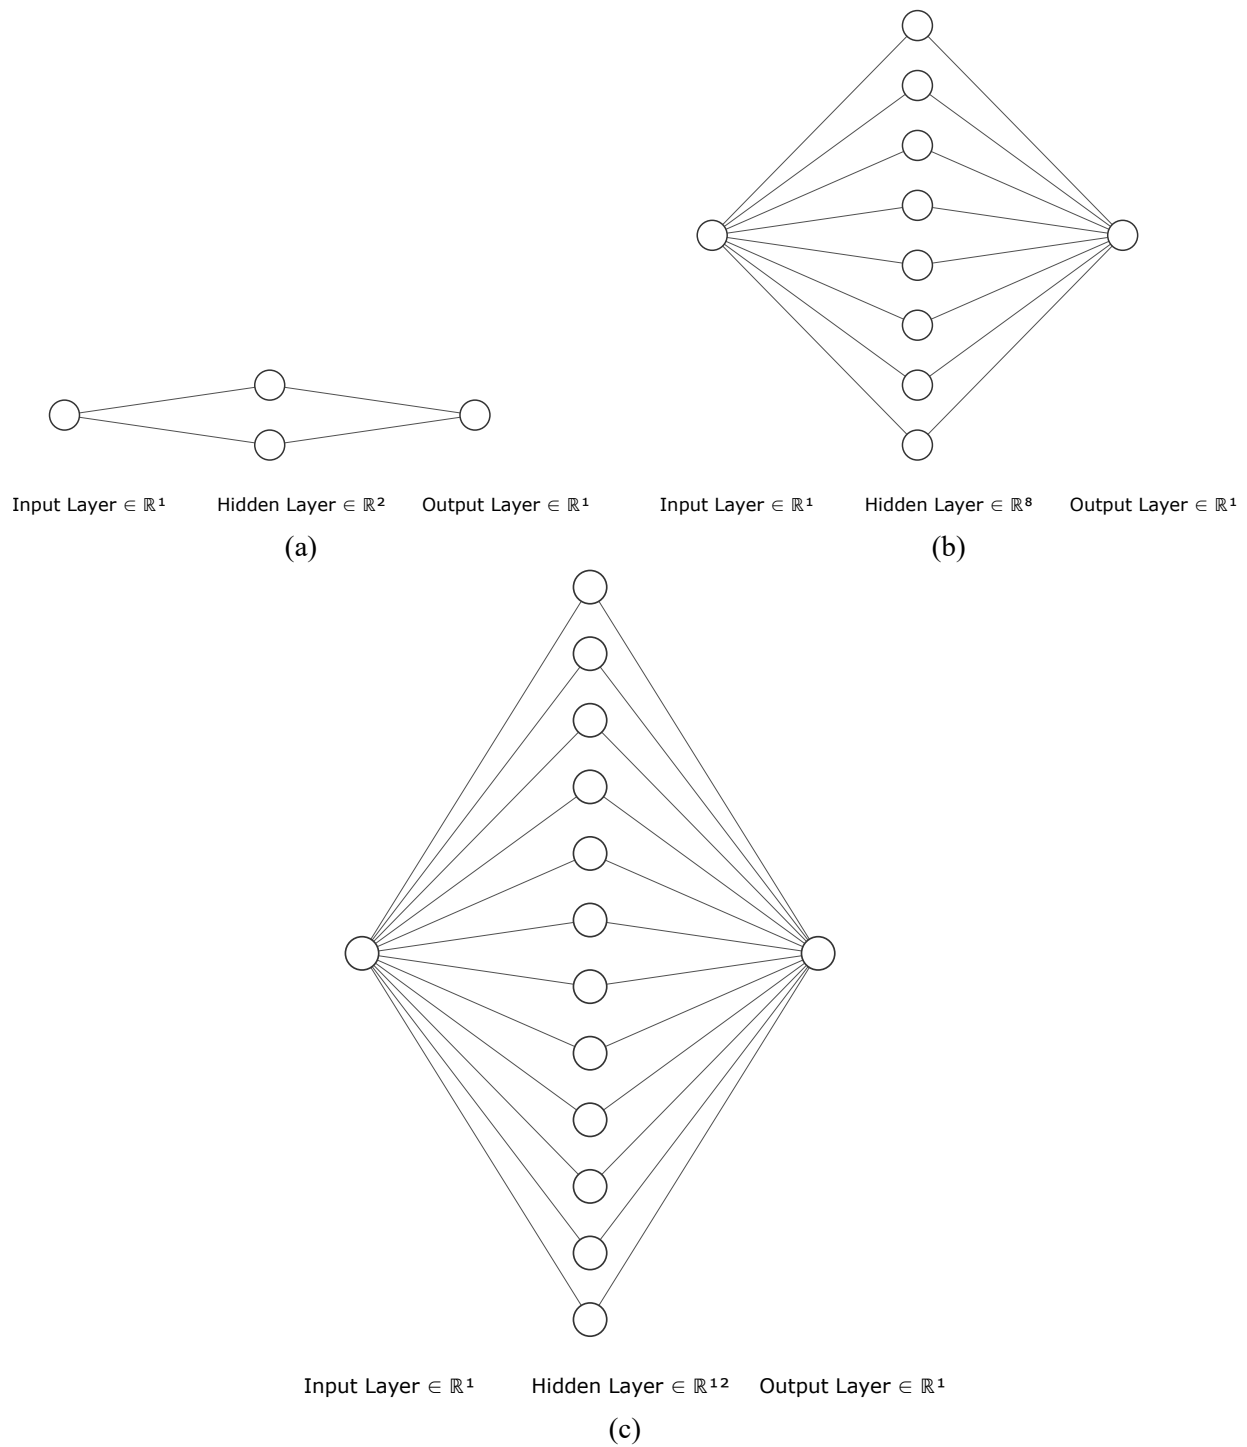 Input Layer ∈ ℝ¹ Hidden Layer ∈ ℝ² Output Layer ∈ ℝ¹
(a)
Input Layer ∈ ℝ¹ Hidden Layer ∈ ℝ⁸ Output Layer ∈ ℝ¹
(b)
Input Layer ∈ ℝ¹ Hidden Layer ∈ ℝ¹² Output Layer ∈ ℝ¹
(c)